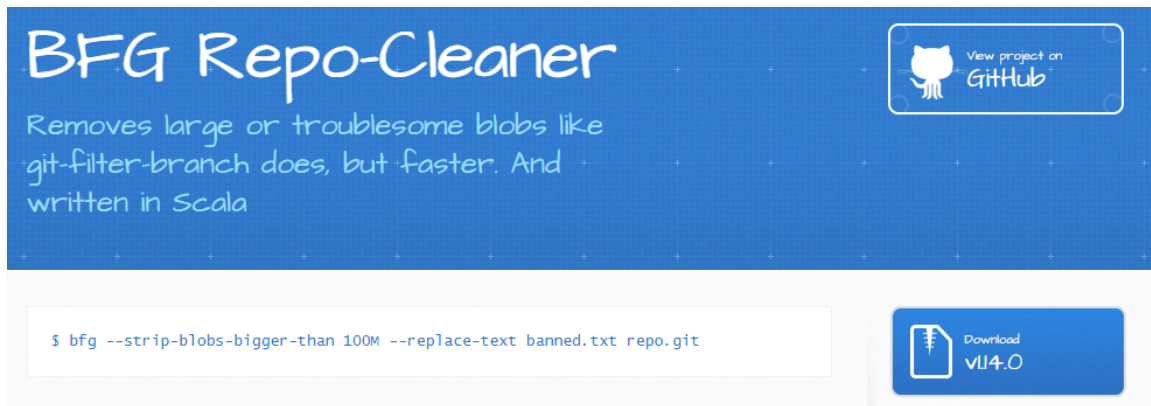 BFG Repo-Cleaner
View project on
GitHub
Removes large or troublesome blobs like
git-filter-branch does, but faster. And
written in Scala
$ bfg --strip-blobs-bigger-than 100M --replace-text banned.txt repo.git
Download
v1.14.0